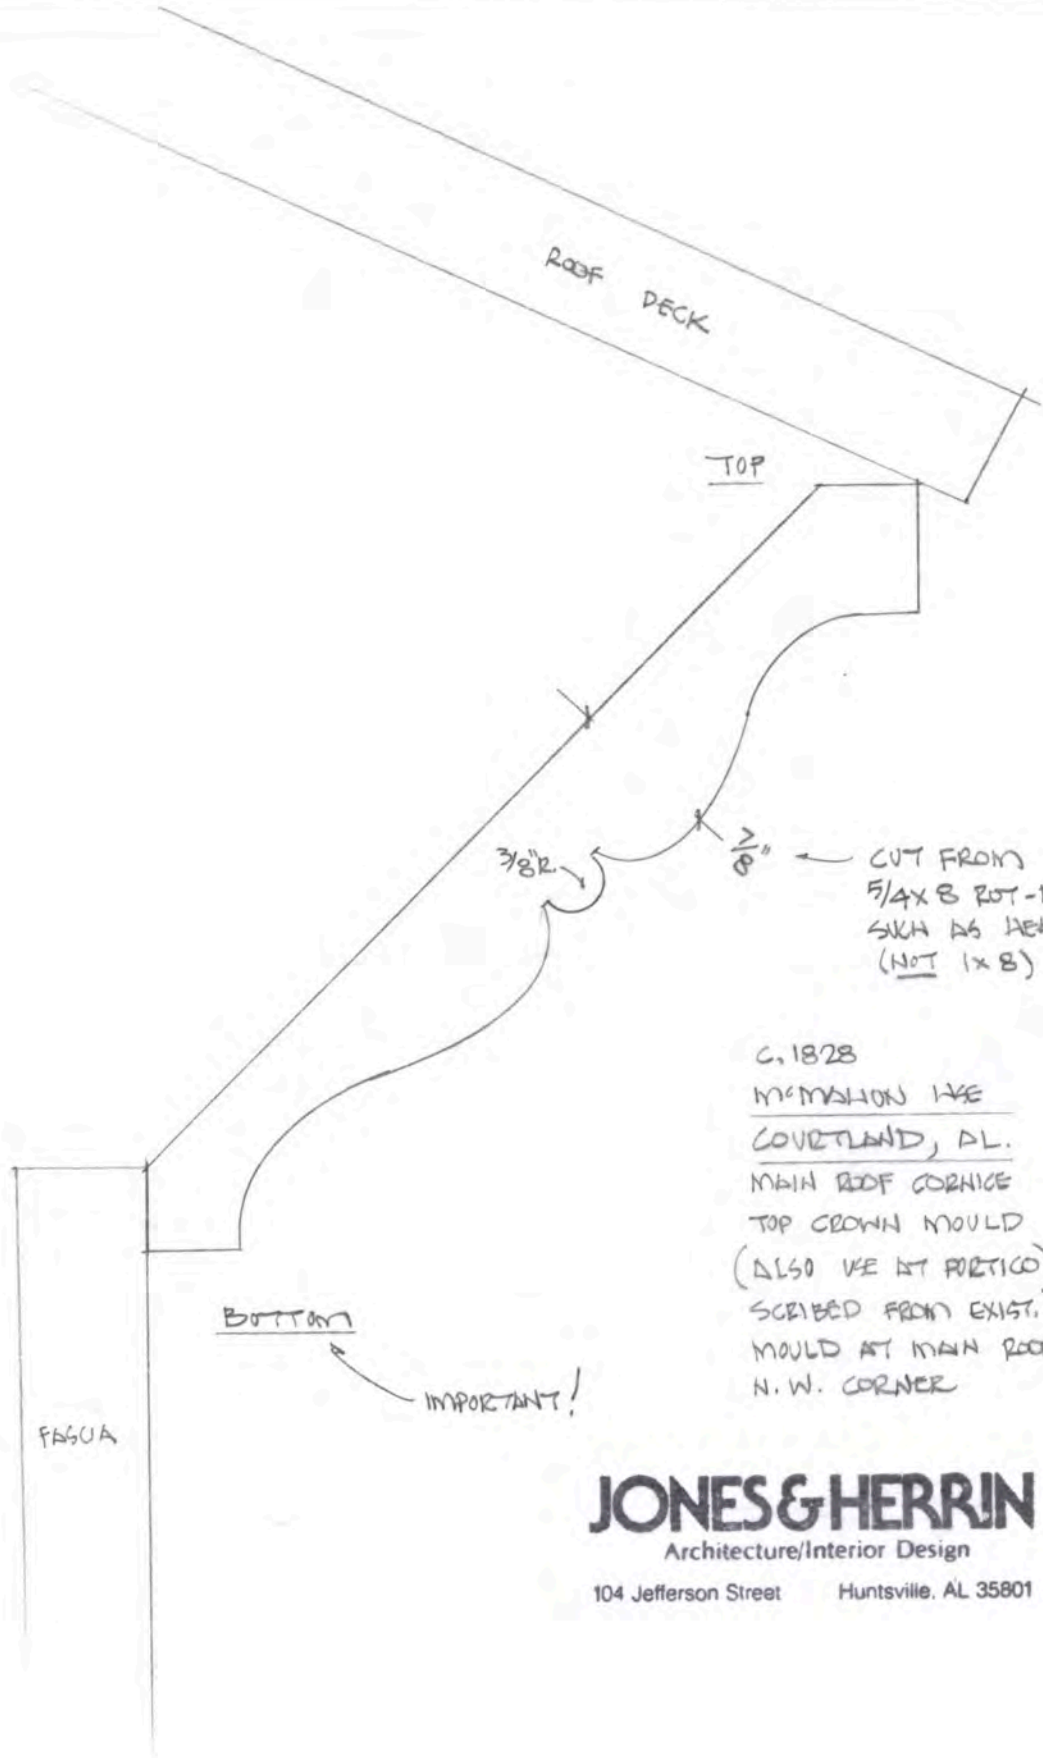 ROOF DECK
TOP
3/8"R.
7/8"
CUT FROM
5/4 X 8 ROT-
SUCH AS
(NOT 1x8)
C. 1828
McMAHON HSE
COURTLAND, AL.
MAIN ROOF CORNICE
TOP CROWN MOULD
(ALSO USE AT PORTICO)
SCRIBED FROM EXIST.
MOULD AT MAIN ROOF
N.W. CORNER
BOTTOM
IMPORTANT!
FASCIA
JONES & HERRIN
Architecture/Interior Design
104 Jefferson Street Huntsville, AL 35801